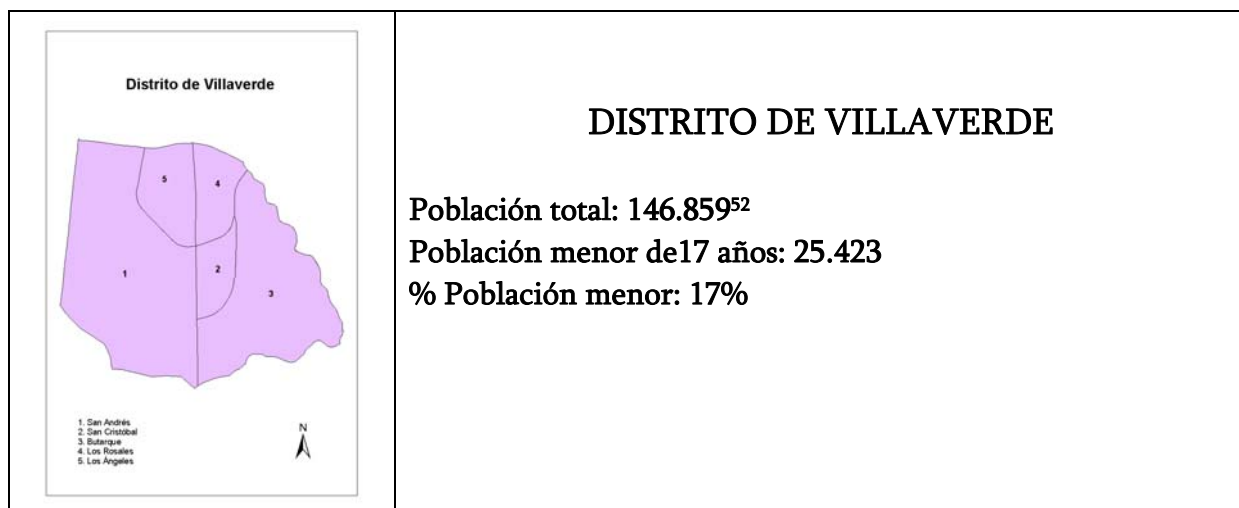 Distrito de Villaverde
5
4
2
1
3
1. San Andrés
2. San Cristóbal
3. Butarque
4. Los Rosales
5. Los Ángeles
N
DISTRITO DE VILLAVERDE
Población total: 146.859⁵²
Población menor de17 años: 25.423
% Población menor: 17%